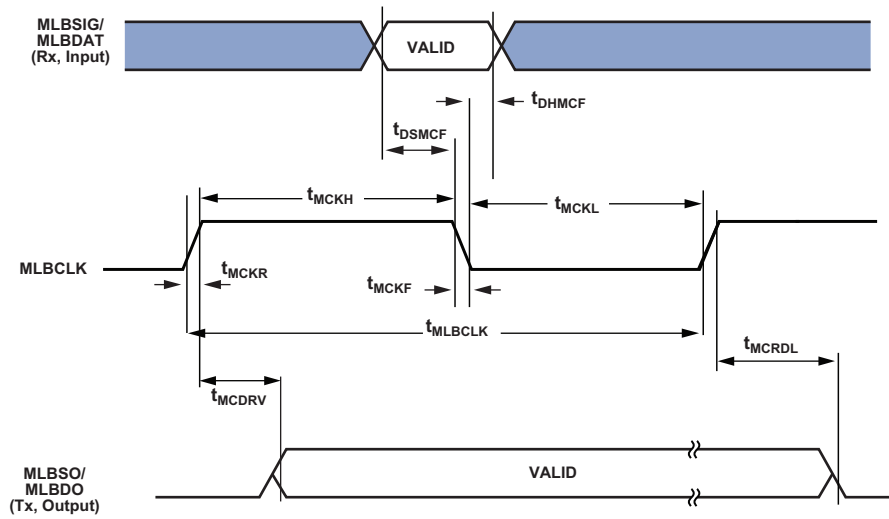 MLBSIG/
MLBDAT
(Rx, Input)
VALID
tDHMCF
tDSMCF
tMCKH
tMCKL
MLBCLK
tMCKR
tMCKF
tMLBCLK
tMCRDL
tMCDRV
MLBSO/
MLBDO
(Tx, Output)
VALID